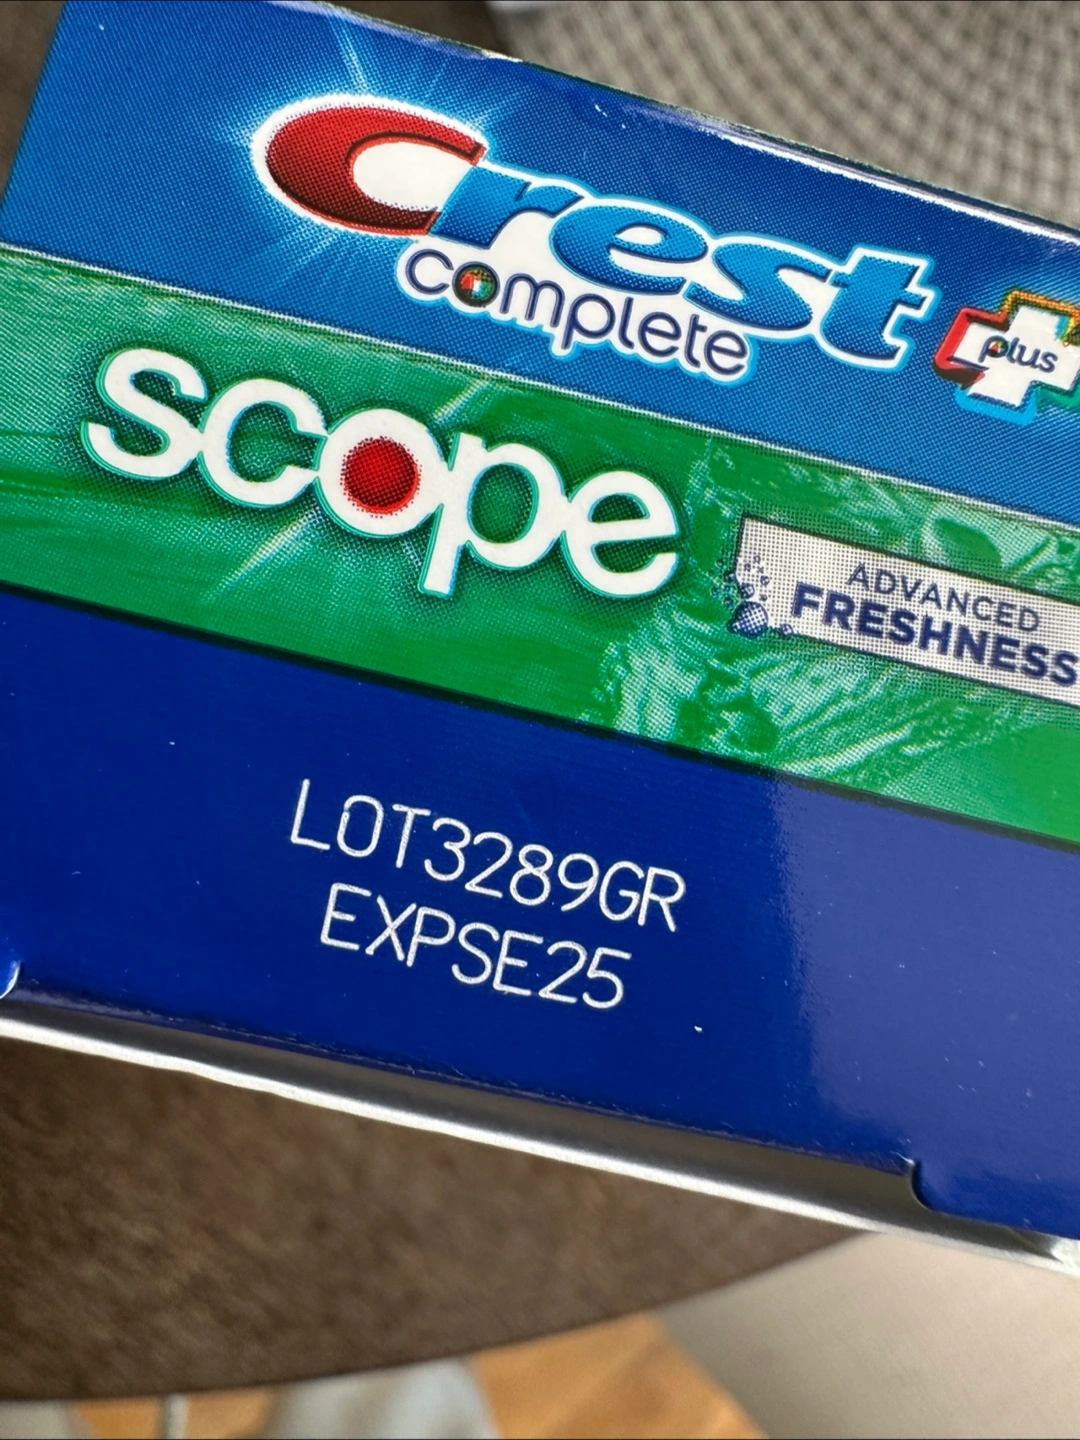 Crest
complete
plus
scope
ADVANCED
FRESHNESS
LOT3289GR
EXPSE25